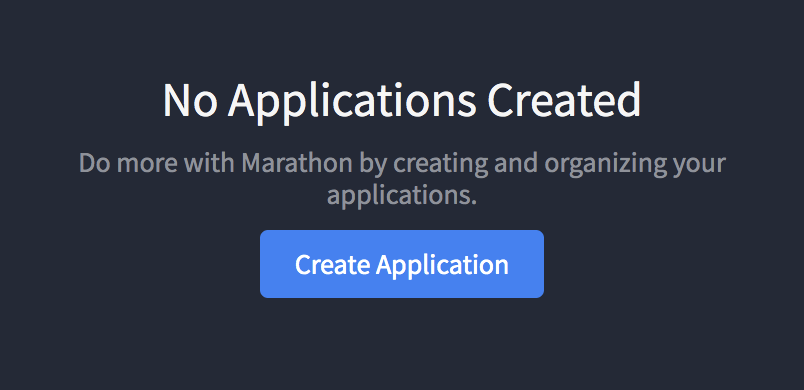 No Applications Created
Do more with Marathon by creating and organizing your
applications.
Create Application